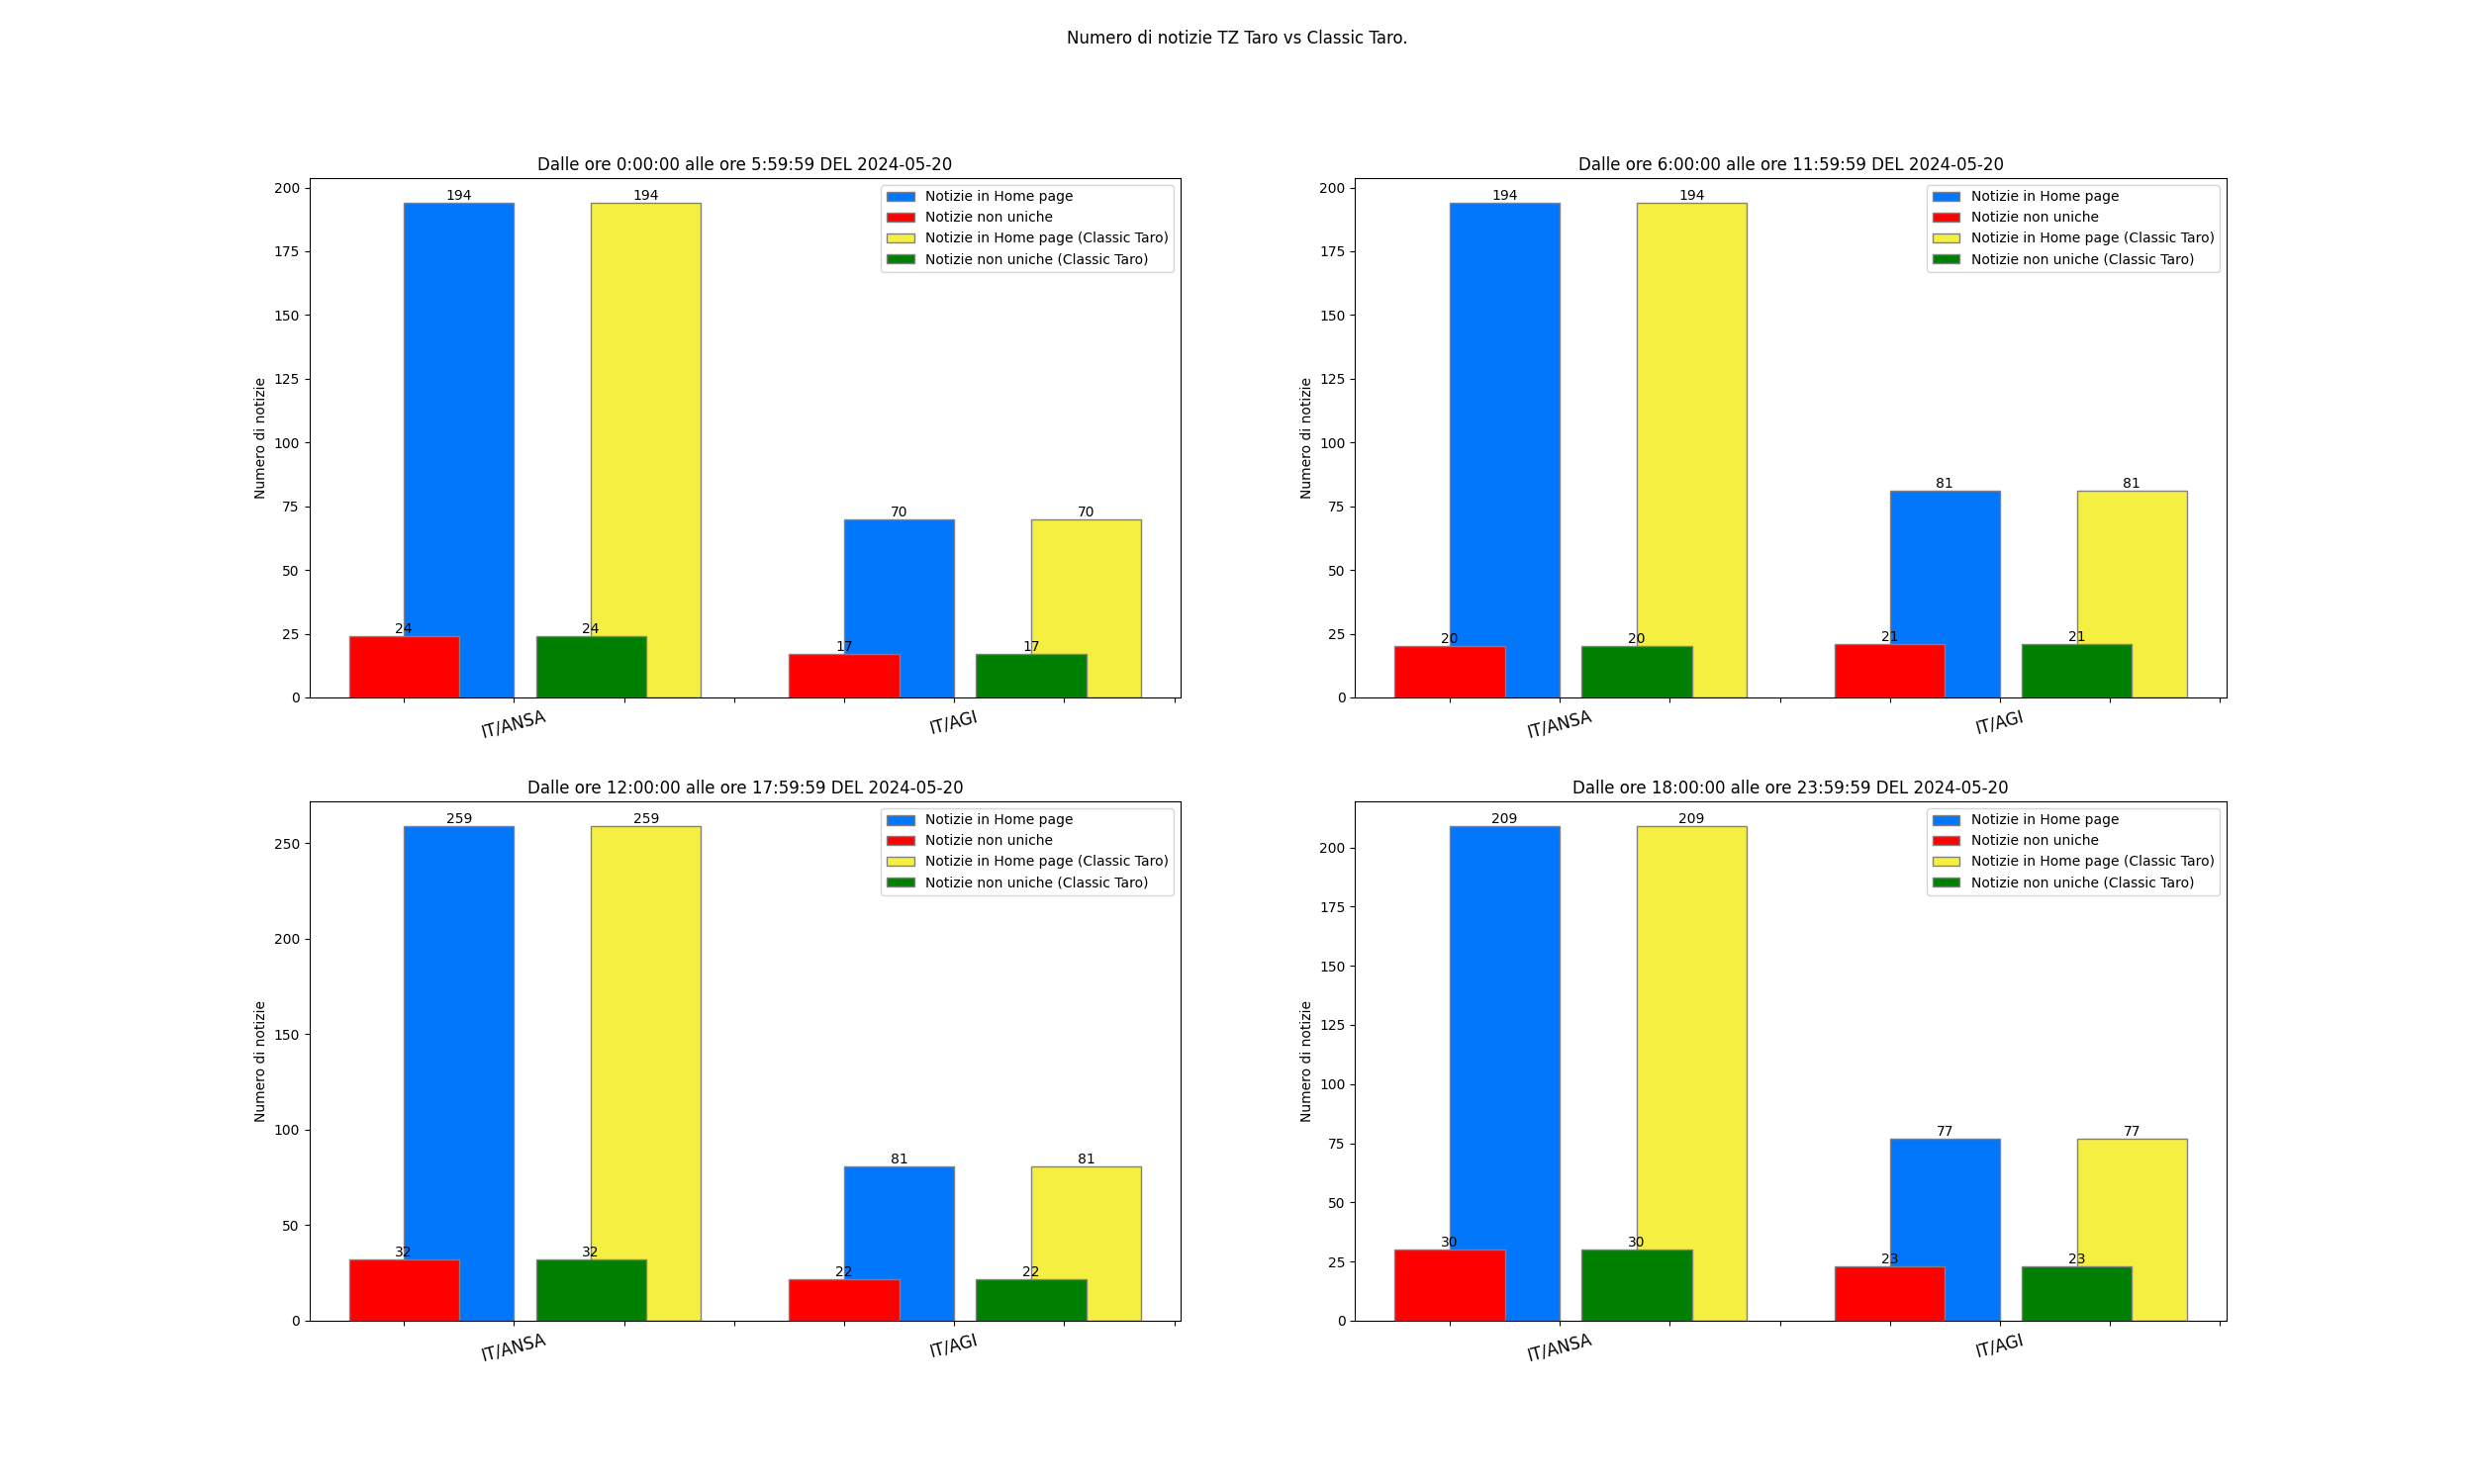 Numero di notizie TZ Taro vs Classic Taro.
Dalle ore 0:00:00 alle ore 5:59:59 DEL 2024-05-20
Numero di notizie
200
175
150
125
100
75
50
25
0
194
194
24
24
70
70
17
17
Notizie in Home page
Notizie non uniche
Notizie in Home page (Classic Taro)
Notizie non uniche (Classic Taro)
IT/ANSA
IT/AGI
Dalle ore 6:00:00 alle ore 11:59:59 DEL 2024-05-20
Numero di notizie
200
175
150
125
100
75
50
25
0
194
194
20
20
81
81
21
21
Notizie in Home page
Notizie non uniche
Notizie in Home page (Classic Taro)
Notizie non uniche (Classic Taro)
IT/ANSA
IT/AGI
Dalle ore 12:00:00 alle ore 17:59:59 DEL 2024-05-20
Numero di notizie
250
200
150
100
50
0
259
259
32
32
81
81
22
22
Notizie in Home page
Notizie non uniche
Notizie in Home page (Classic Taro)
Notizie non uniche (Classic Taro)
IT/ANSA
IT/AGI
Dalle ore 18:00:00 alle ore 23:59:59 DEL 2024-05-20
Numero di notizie
200
175
150
125
100
75
50
25
0
209
209
30
30
77
77
23
23
Notizie in Home page
Notizie non uniche
Notizie in Home page (Classic Taro)
Notizie non uniche (Classic Taro)
IT/ANSA
IT/AGI